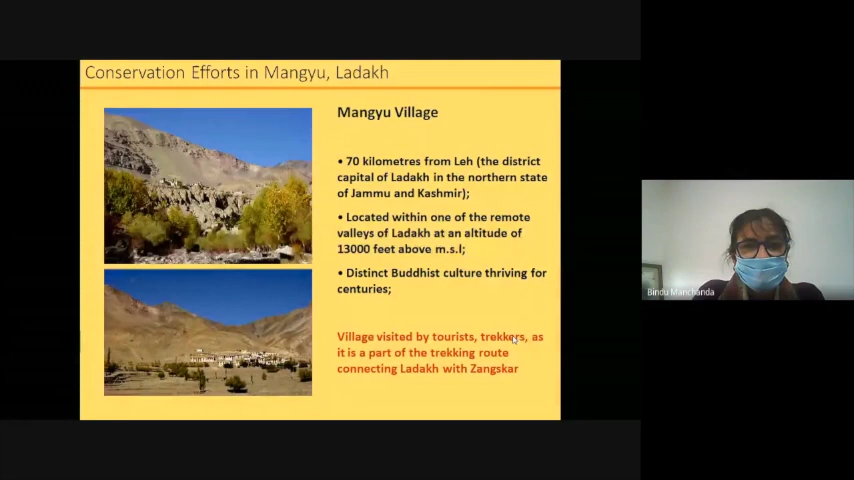 Conservation Efforts in Mangyu, Ladakh
Mangyu Village
• 70 kilometres from Leh (the district
capital of Ladakh in the northern state
of Jammu and Kashmir);
• Located within one of the remote
valleys of Ladakh at an altitude of
13000 feet above m.s.l;
• Distinct Buddhist culture thriving for
centuries;
Village visited by tourists, trekkers, as
it is a part of the trekking route
connecting Ladakh with Zangskar
Bindu Manchanda